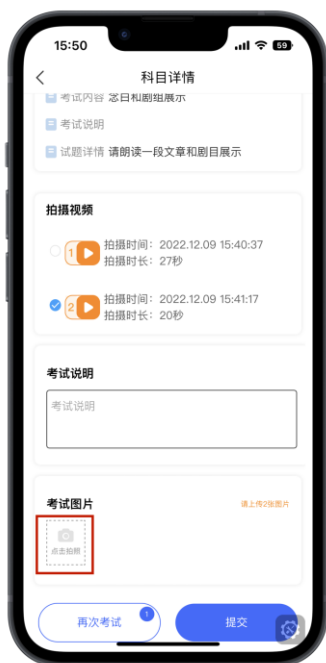 15:50
59
科目详情
考试内容 念日和剧组展示
考试说明
试题详情 请朗读一段文章和剧目展示
拍摄视频
1
拍摄时间：2022.12.09 15:40:37
拍摄时长：27秒
2
拍摄时间：2022.12.09 15:41:17
拍摄时长：20秒
考试说明
考试说明
考试图片
请上传2张图片
点击拍照
再次考试
1
提交